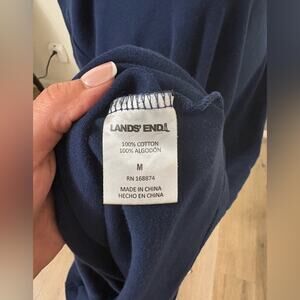 LANDS' END
100% COTTON
100% ALGODÓN
M
RN 168874
MADE IN CHINA
HECHO EN CHINA